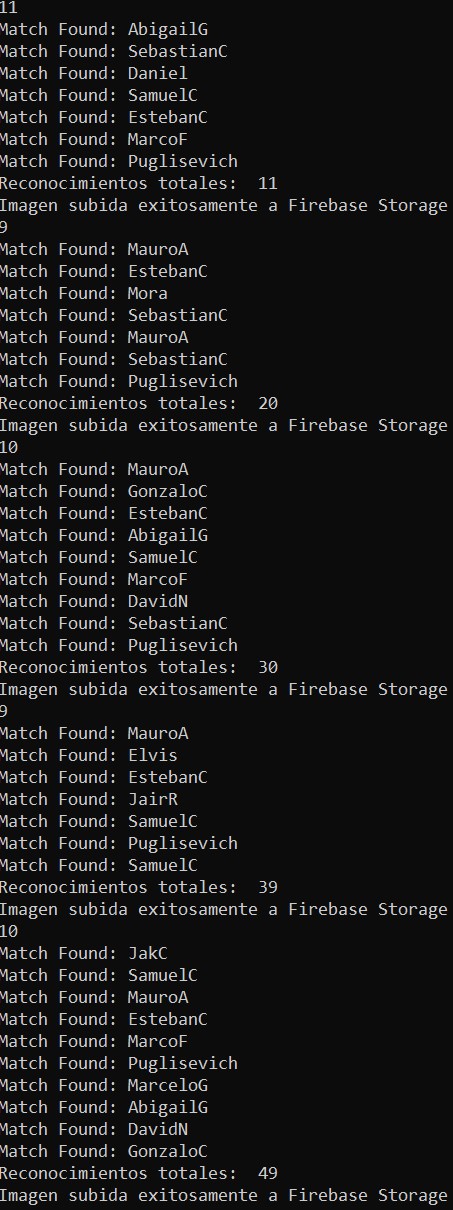 11
Match Found: AbigailG
Match Found: SebastianC
Match Found: Daniel
Match Found: SamuelC
Match Found: EstebanC
Match Found: MarcoF
Match Found: Puglisevich
Reconocimientos totales:  11
Imagen subida exitosamente a Firebase Storage
9
Match Found: MauroA
Match Found: EstebanC
Match Found: Mora
Match Found: SebastianC
Match Found: MauroA
Match Found: SebastianC
Match Found: Puglisevich
Reconocimientos totales:  20
Imagen subida exitosamente a Firebase Storage
10
Match Found: MauroA
Match Found: GonzaloC
Match Found: EstebanC
Match Found: AbigailG
Match Found: SamuelC
Match Found: MarcoF
Match Found: DavidN
Match Found: SebastianC
Match Found: Puglisevich
Reconocimientos totales:  30
Imagen subida exitosamente a Firebase Storage
9
Match Found: MauroA
Match Found: Elvis
Match Found: EstebanC
Match Found: JairR
Match Found: SamuelC
Match Found: Puglisevich
Match Found: SamuelC
Reconocimientos totales:  39
Imagen subida exitosamente a Firebase Storage
10
Match Found: JakC
Match Found: SamuelC
Match Found: MauroA
Match Found: EstebanC
Match Found: MarcoF
Match Found: Puglisevich
Match Found: MarceloG
Match Found: AbigailG
Match Found: DavidN
Match Found: GonzaloC
Reconocimientos totales:  49
Imagen subida exitosamente a Firebase Storage